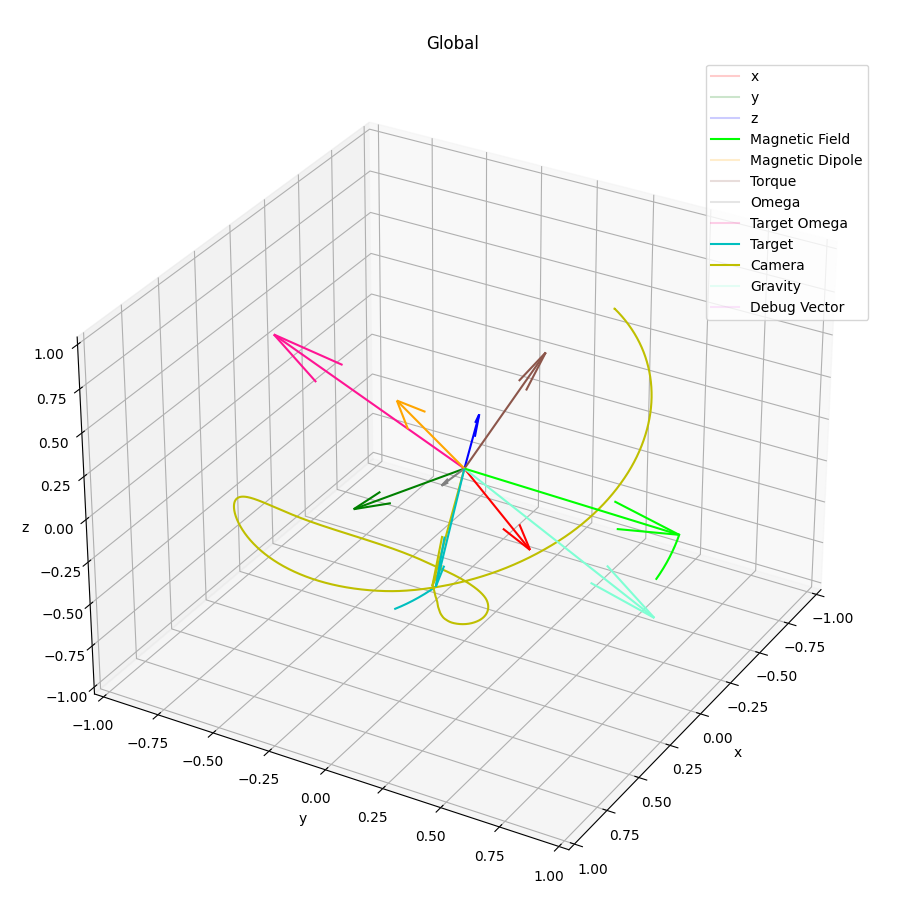 Global
x
y
z
Magnetic Field
Magnetic Dipole
Torque
Omega
Target Omega
Target
Camera
Gravity
Debug Vector
1.00
0.75
0.50
0.25
z
0.00
−0.25
−0.50
−0.75
−1.00
−1.00
−0.75
−0.50
−0.25
0.00
y
0.25
0.50
0.75
1.00
−1.00
−0.75
−0.50
−0.25
0.00
x
0.25
0.50
0.75
1.00